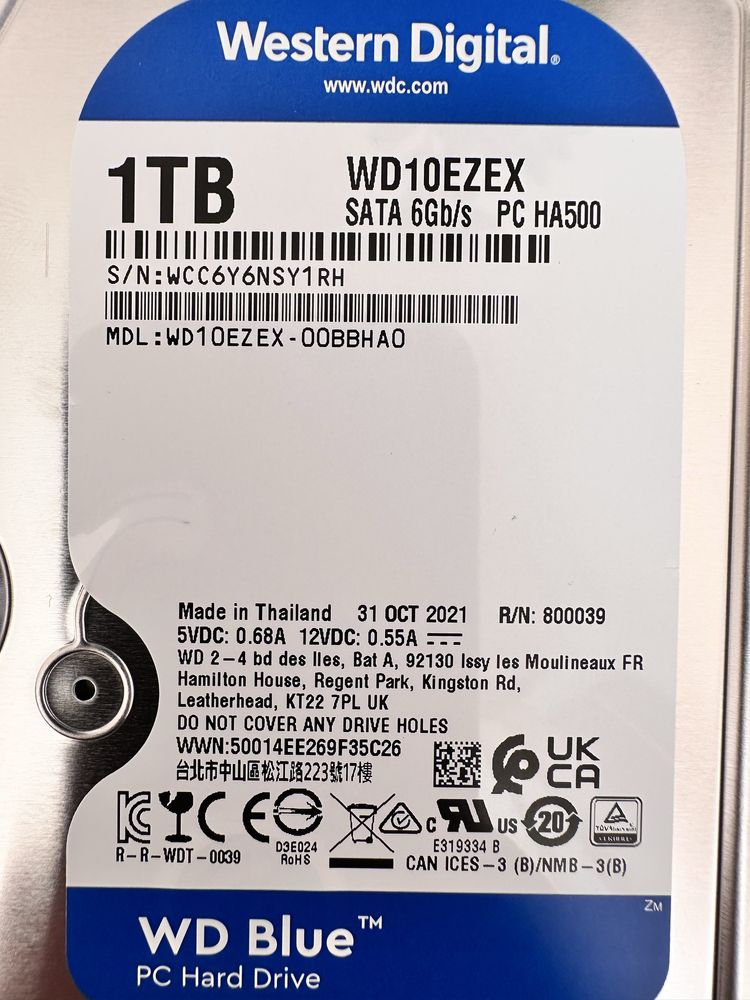 Western Digital®
www.wdc.com
1TB
WD10EZEX
SATA 6Gb/s PC HA500
S/N:WCC6Y6NSY1RH
MDL:WD10EZEX-00BBHA0
Made in Thailand 31 OCT 2021 R/N: 800039
5VDC: 0.68A 12VDC: 0.55A
WD 2-4 bd des Iles, Bat A, 92130 Issy les Moulineaux FR
Hamilton House, Regent Park, Kingston Rd,
Leatherhead, KT22 7PL UK
DO NOT COVER ANY DRIVE HOLES
WWN:50014EE269F35C26
台北市中山區松江路223號17樓
UK
CA
CE
c RU US
20
R-R-WDT-0039
D3E024
RoHS
E319334 B
CAN ICES-3 (B)/NMB-3(B)
ZM
WD Blue™
PC Hard Drive